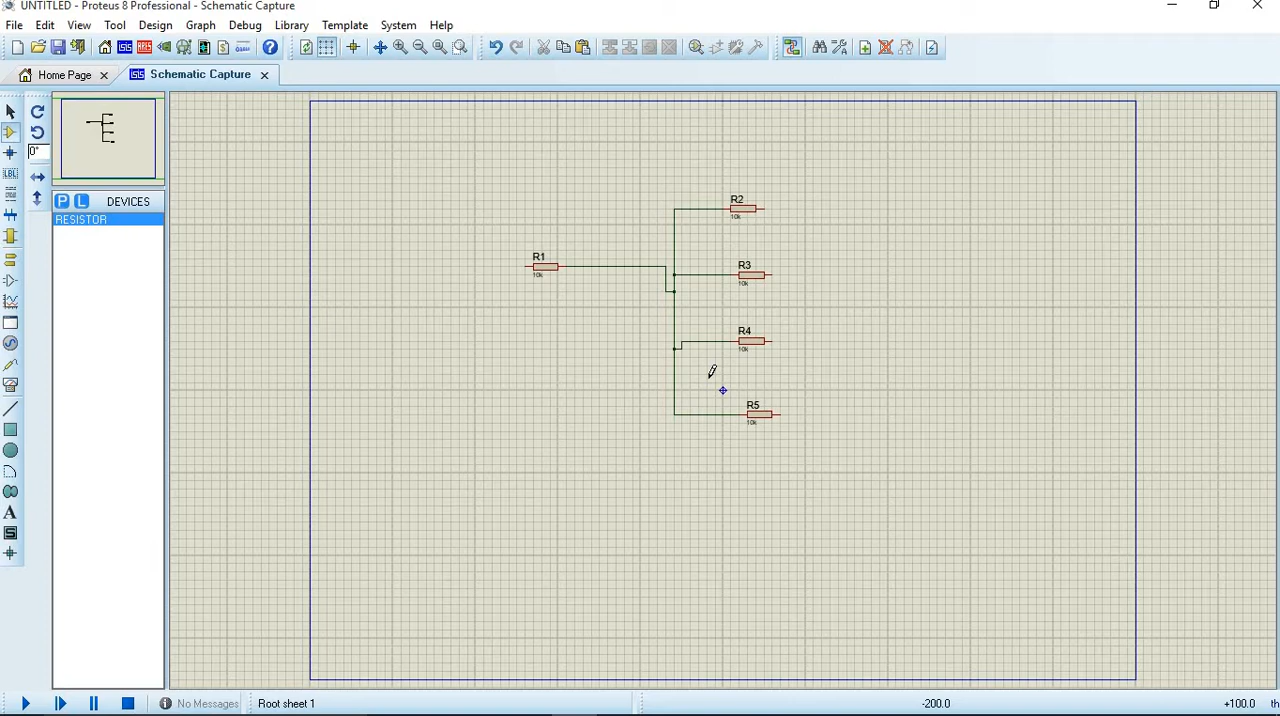 UNTITLED - Proteus 8 Professional - Schematic Capture
File Edit View Tool Design Graph Debug Library Template System Help
Home Page Schematic Capture
0°
P L DEVICES
RESISTOR
LBL
A
S
R2
10k
R1
10k
R3
10k
R4
10k
R5
10k
No Messages Root sheet 1 -200.0 +100.0 th